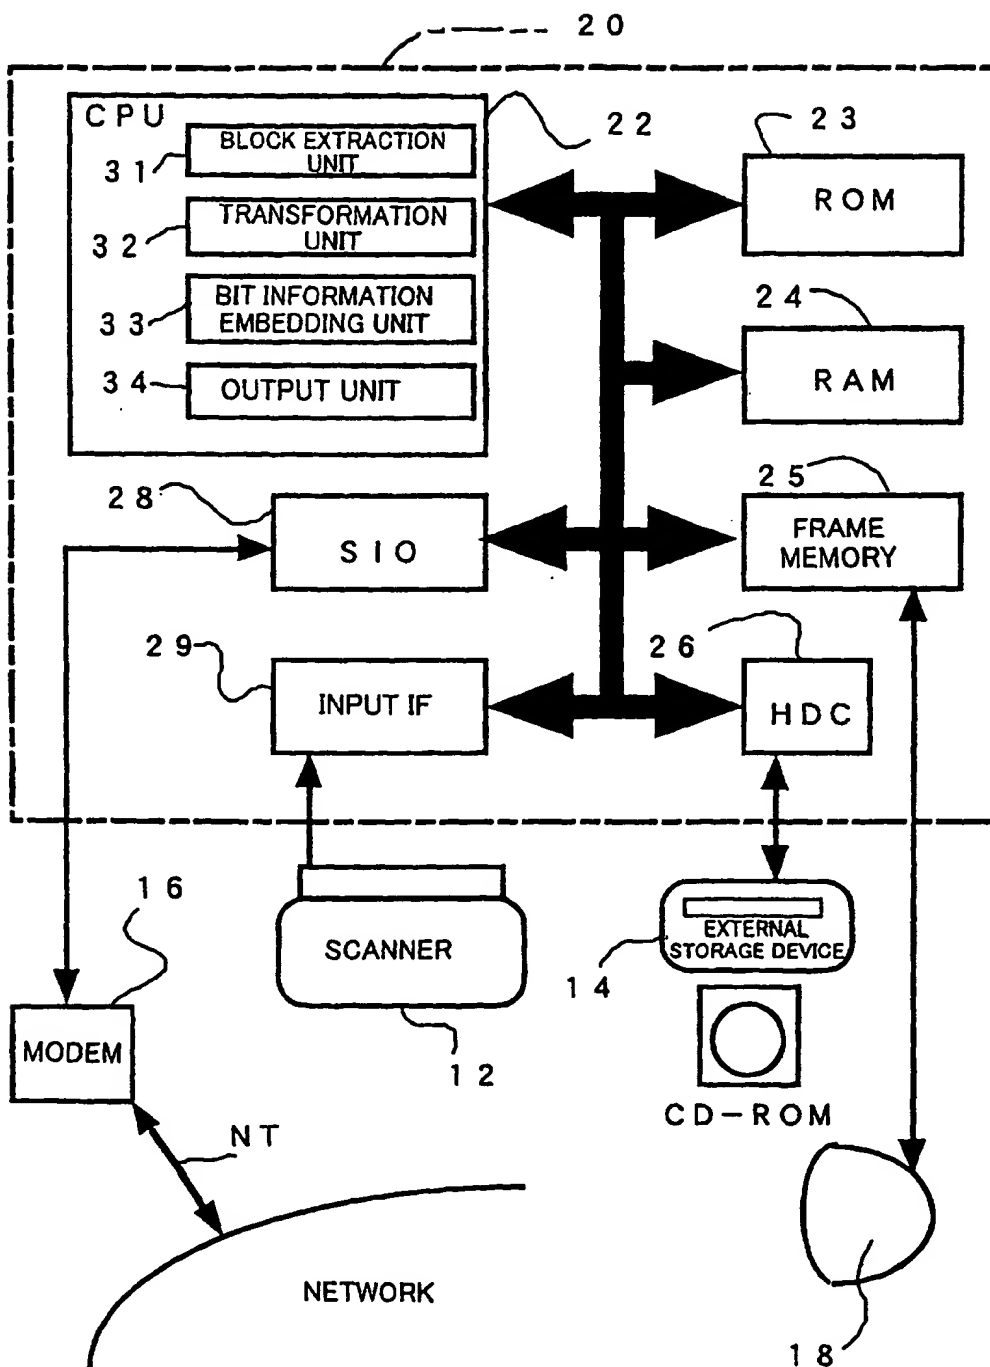 20
CPU
22
23
BLOCK EXTRACTION
UNIT
31
ROM
TRANSFORMATION
UNIT
32
24
BIT INFORMATION
EMBEDDING UNIT
33
RAM
34
OUTPUT UNIT
25
28
SIO
FRAME
MEMORY
29
26
INPUT IF
HDC
16
SCANNER
EXTERNAL
STORAGE DEVICE
14
MODEM
12
CD-ROM
NT
NETWORK
18